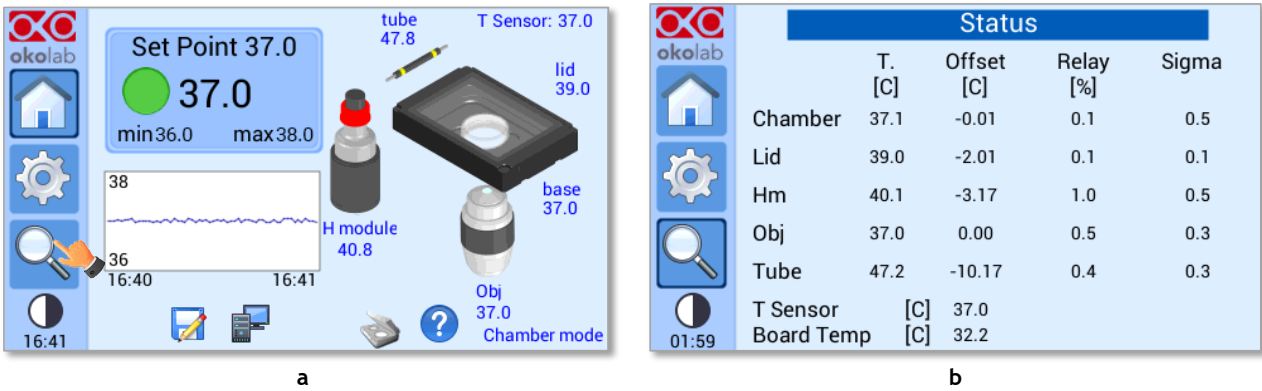 okolab
Set Point 37.0
37.0
min 36.0 max 38.0
38
36
16:40 16:41
16:41
tube
47.8
T Sensor: 37.0
lid
39.0
base
37.0
H module
40.8
Obj
37.0
Chamber mode
?
a
okolab
01:59
Status
T. Offset Relay Sigma
[C] [C] [%]
Chamber 37.1 -0.01 0.1 0.5
Lid 39.0 -2.01 0.1 0.1
Hm 40.1 -3.17 1.0 0.5
Obj 37.0 0.00 0.5 0.3
Tube 47.2 -10.17 0.4 0.3
T Sensor [C] 37.0
Board Temp [C] 32.2
b